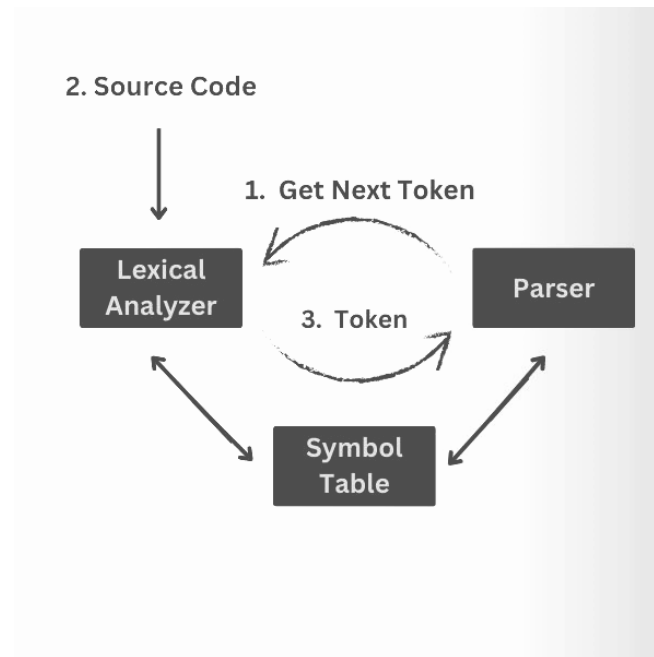 2. Source Code
1. Get Next Token
Lexical
Analyzer
Parser
3. Token
Symbol
Table